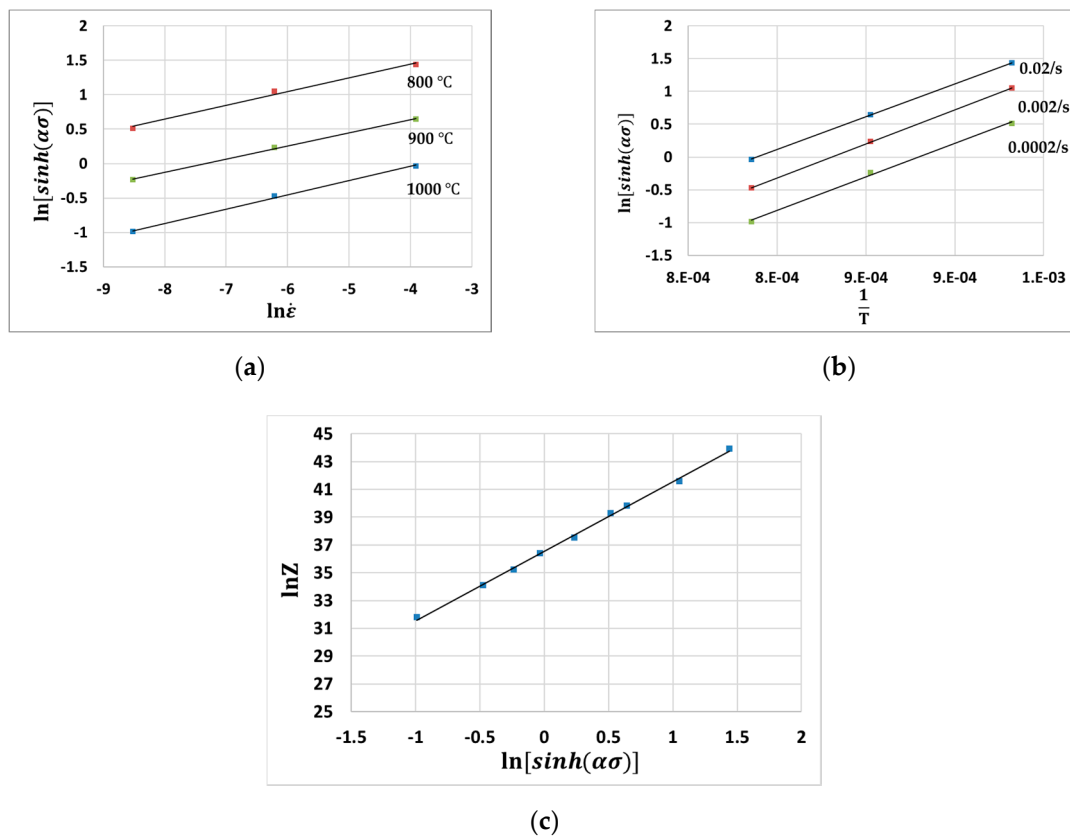 2
1.5
1
0.5
0
-0.5
-1
-1.5
ln[sinh(ασ)]
800 °C
900 °C
1000 °C
-9 -8 -7 -6 -5 -4 -3
lnε̇
(a)
2
1.5
1
0.5
0
-0.5
-1
-1.5
ln[sinh(ασ)
0.02/s
0.002/s
0.0002/s
8.E-04 8.E-04 9.E-04 9.E-04 1.E-03
1
T
(b)
45
43
41
39
37
35
33
31
29
27
25
lnZ
-1.5 -1 -0.5 0 0.5 1 1.5 2
ln[sinh(ασ)]
(c)